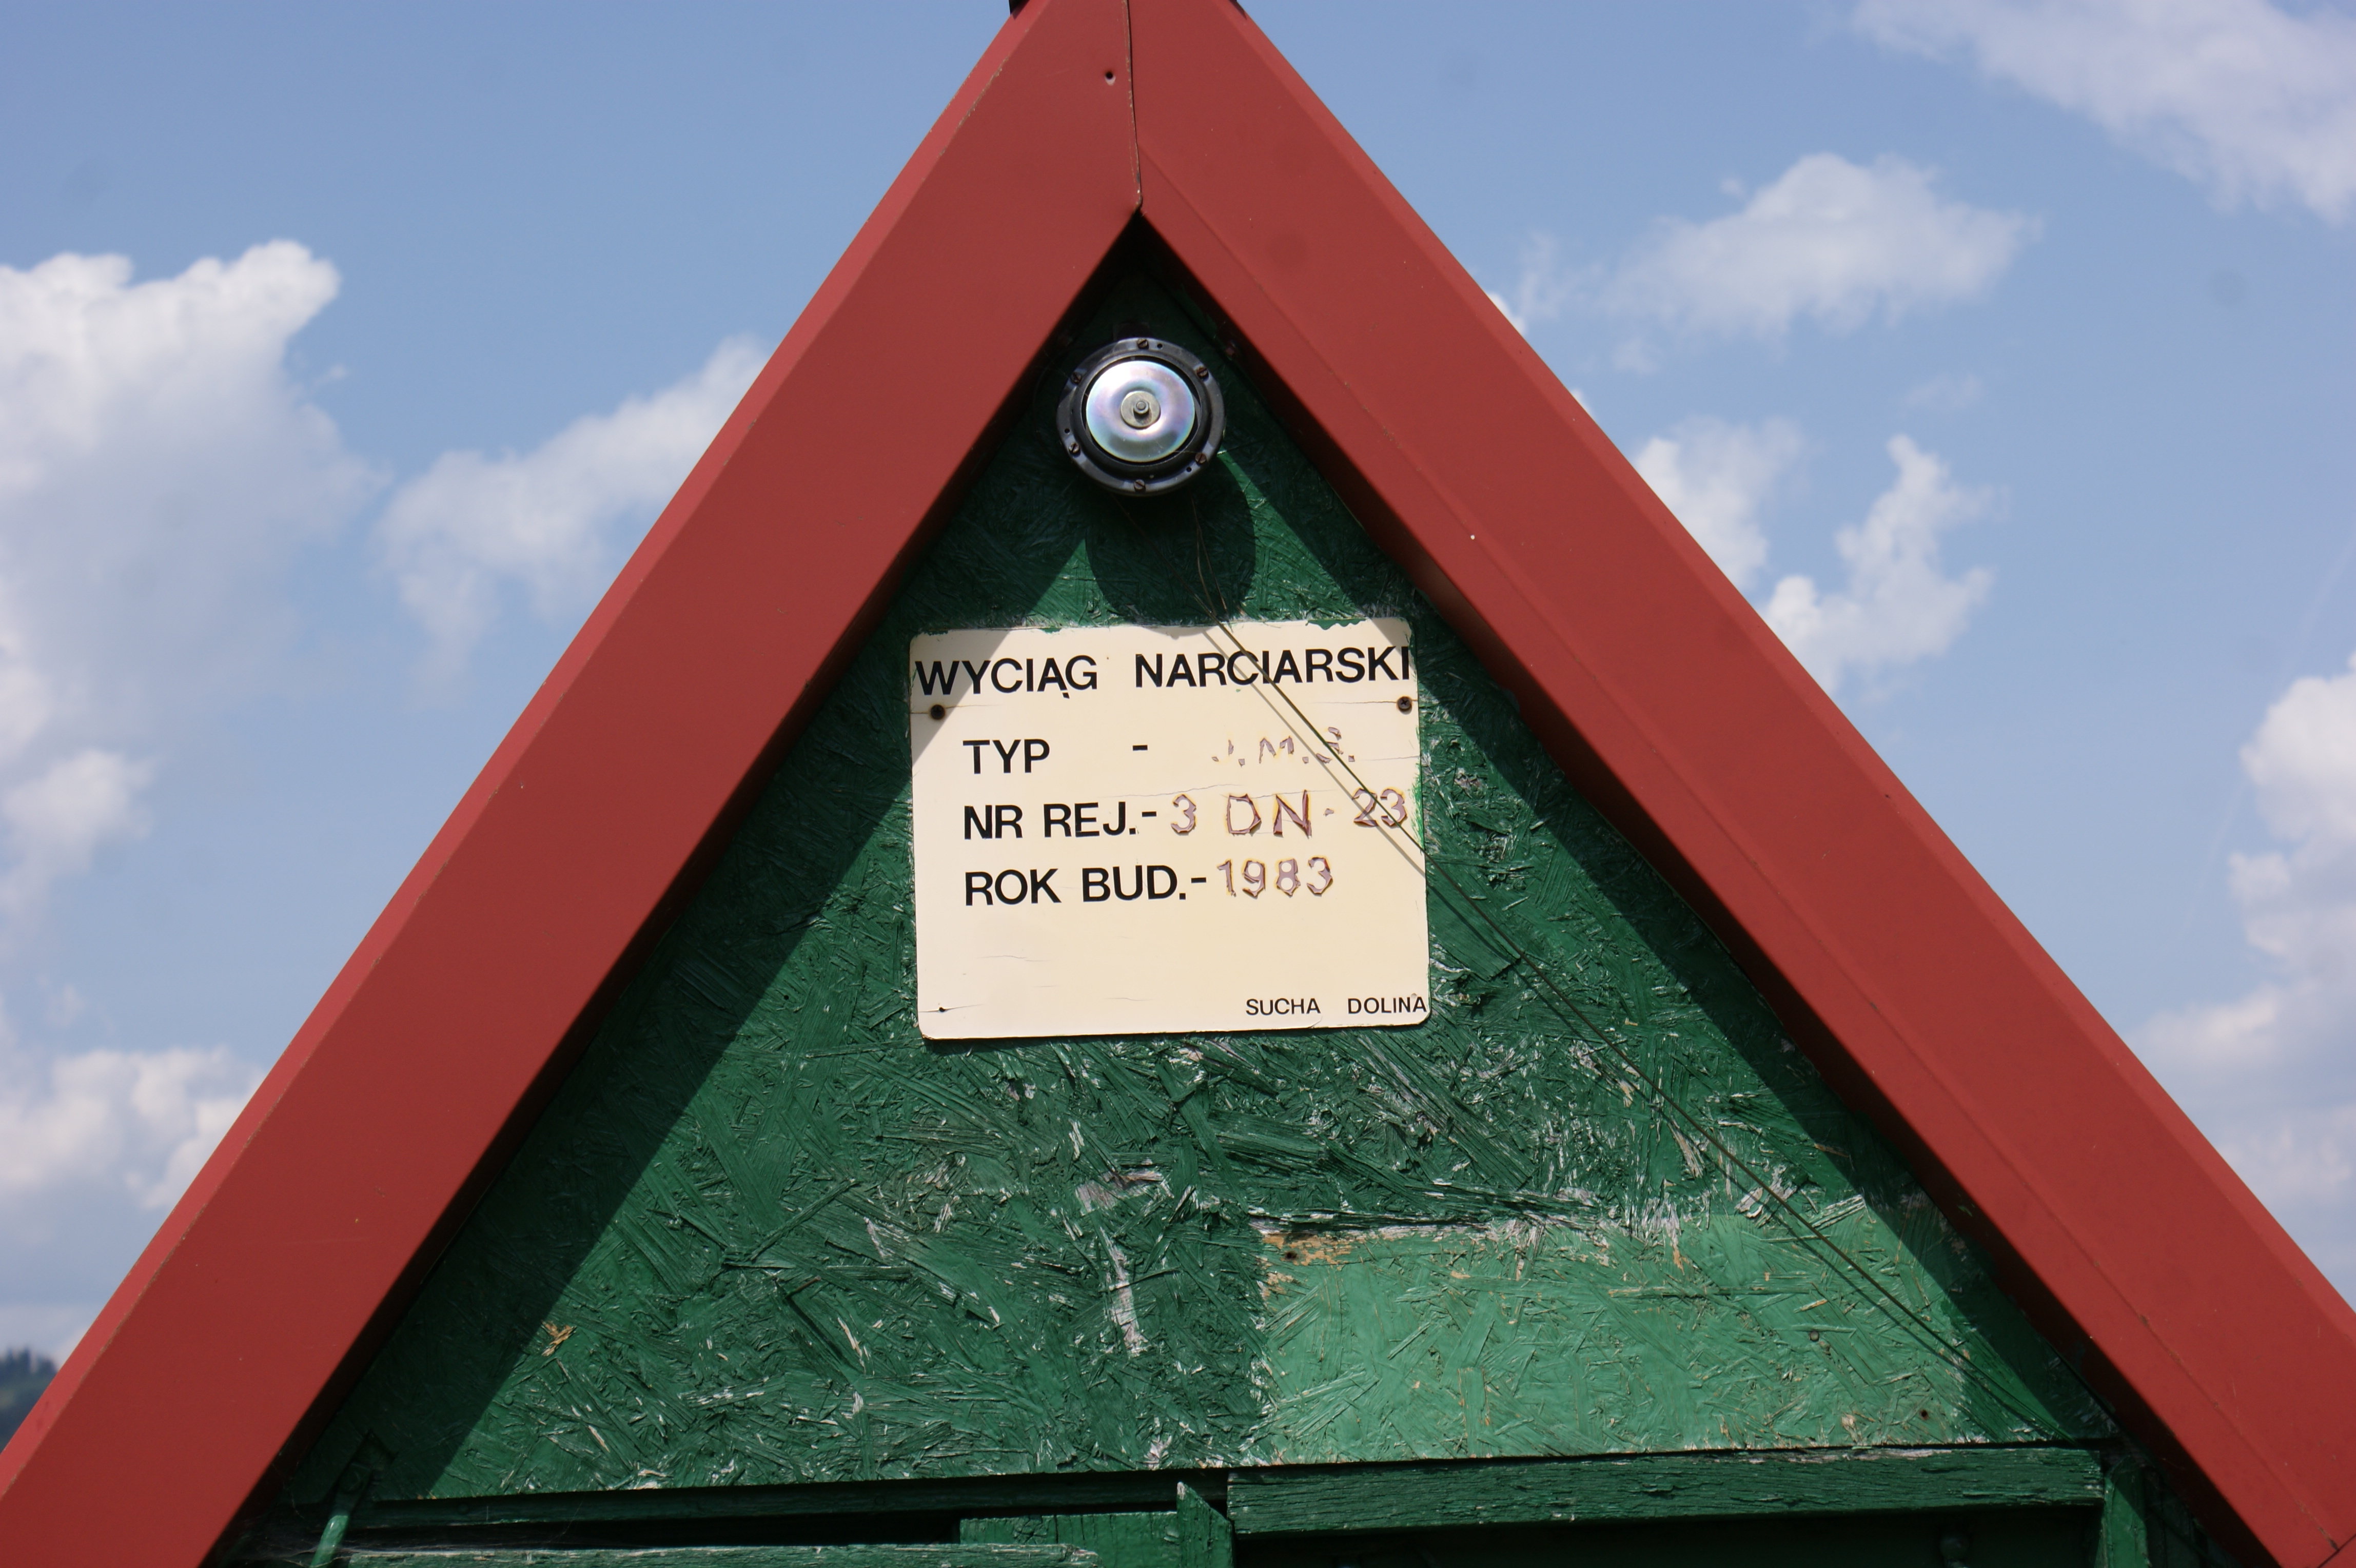 WYCIĄG NARCIARSKI
TYP -
NR REJ.- 3 DN - 23
ROK BUD.- 1983
SUCHA DOLINA